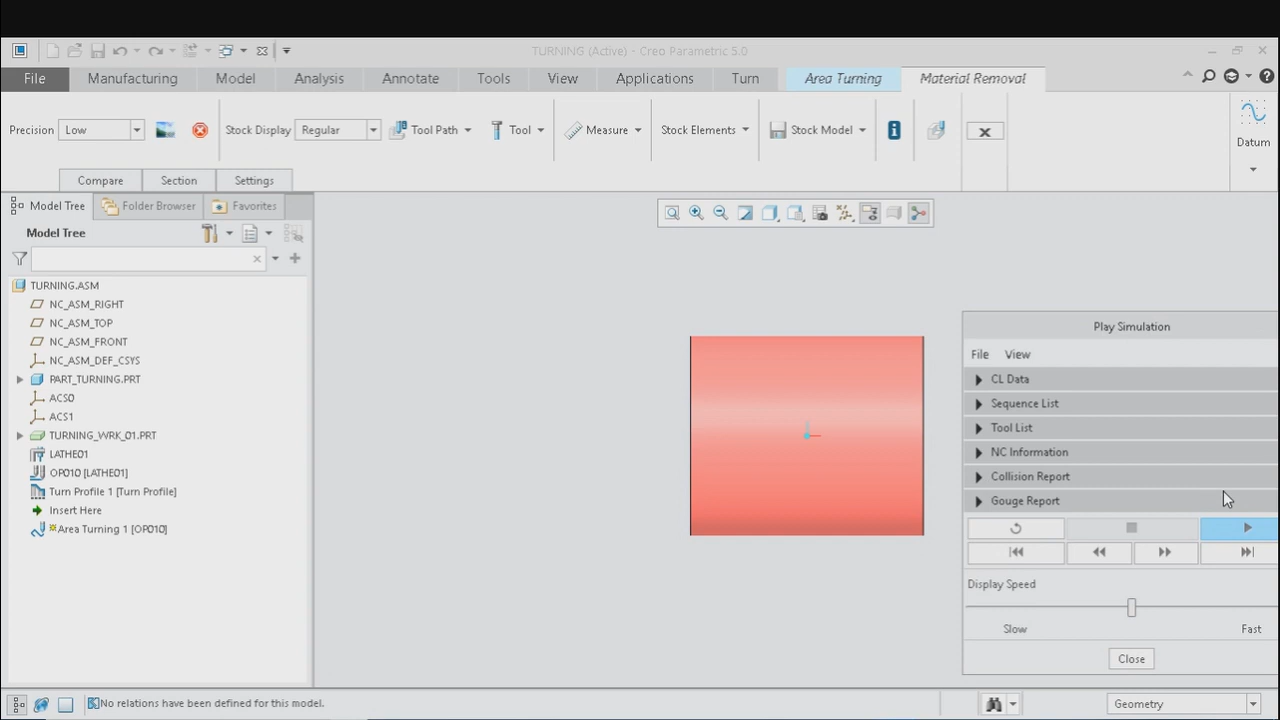 TURNING (Active) - Creo Parametric 5.0
File Manufacturing Model Analysis Annotate Tools View Applications Turn Area Turning Material Removal
Precision Low Stock Display Regular Tool Path Tool Measure Stock Elements Stock Model
Datum
Compare Section Settings
Model Tree Folder Browser Favorites
Model Tree
TURNING.ASM
NC_ASM_RIGHT
NC_ASM_TOP
NC_ASM_FRONT
NC_ASM_DEF_CSYS
PART_TURNING.PRT
ACS0
ACS1
TURNING_WRK_01.PRT
LATHE01
OP010 [LATHE01]
Turn Profile 1 [Turn Profile]
Insert Here
Area Turning 1 [OP010]
Play Simulation
File View
CL Data
Sequence List
Tool List
NC Information
Collision Report
Gouge Report
Display Speed
Slow Fast
Close
No relations have been defined for this model.
Geometry